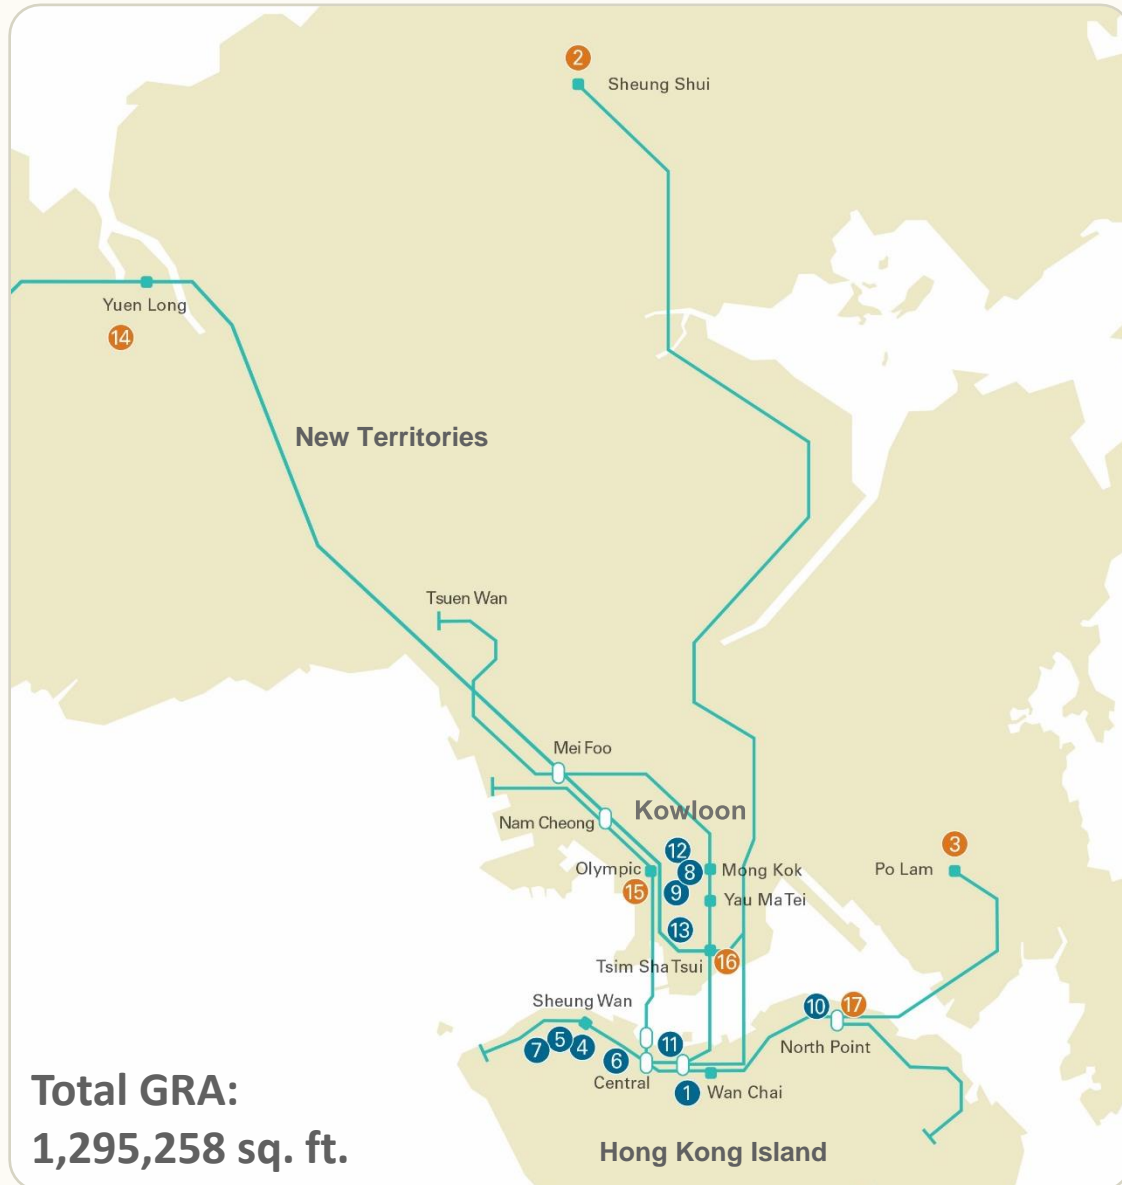 2
Sheung Shui
Yuen Long
14
New Territories
Tsuen Wan
Mei Foo
Kowloon
Nam Cheong
12
Olympic
8
Mong Kok
3
Po Lam
15
9
Yau Ma Tei
13
Tsim Sha Tsui
16
Sheung Wan
10
17
7
5
4
6
11
North Point
Central
1
Wan Chai
Total GRA:
1,295,258 sq. ft.
Hong Kong Island